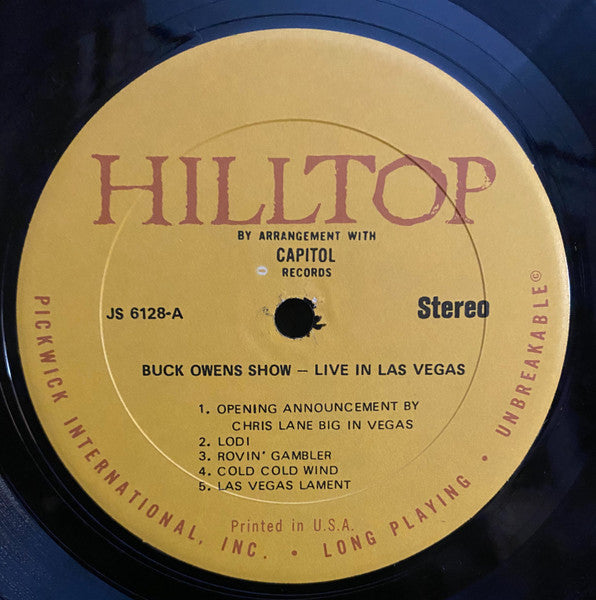 HILLTOP
BY ARRANGEMENT WITH
CAPITOL
RECORDS
JS 6128-A
Stereo
BUCK OWENS SHOW – LIVE IN LAS VEGAS
1. OPENING ANNOUNCEMENT BY
CHRIS LANE BIG IN VEGAS
2. LODI
3. ROVIN' GAMBLER
4. COLD COLD WIND
5. LAS VEGAS LAMENT
Printed in U.S.A.
PICKWICK INTERNATIONAL, INC. • LONG PLAYING • UNBREAKABLE©